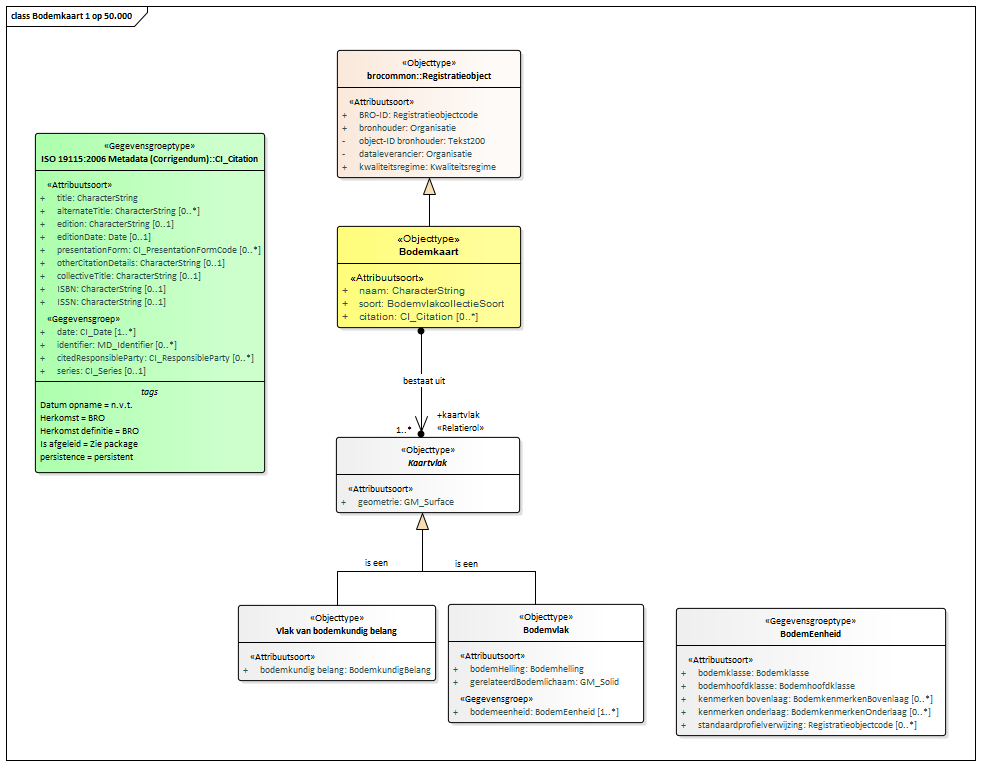 class Bodemkaart 1 op 50.000
«Objecttype»
brocommon::Registratieobject
«Attribuutsoort»
+ BRO-ID: Registratieobjectcode
+ bronhouder: Organisatie
- object-ID bronhouder: Tekst200
- dataleverancier: Organisatie
+ kwaliteitsregime: Kwaliteitsregime
«Gegevensgroeptype»
ISO 19115:2006 Metadata (Corrigendum)::CI_Citation
«Attribuutsoort»
+ title: CharacterString
+ alternateTitle: CharacterString [0..*]
+ edition: CharacterString [0..1]
+ editionDate: Date [0..1]
+ presentationForm: CI_PresentationFormCode [0..*]
+ otherCitationDetails: CharacterString [0..1]
+ collectiveTitle: CharacterString [0..1]
+ ISBN: CharacterString [0..1]
+ ISSN: CharacterString [0..1]
«Gegevensgroep»
+ date: CI_Date [1..*]
+ identifier: MD_Identifier [0..*]
+ citedResponsibleParty: CI_ResponsibleParty [0..*]
+ series: CI_Series [0..1]
tags
Datum opname = n.v.t.
Herkomst = BRO
Herkomst definitie = BRO
Is afgeleid = Zie package
persistence = persistent
«Objecttype»
Bodemkaart
«Attribuutsoort»
+ naam: CharacterString
+ soort: BodemvlakcollectieSoort
+ citation: CI_Citation [0..*]
bestaat uit
+kaartvlak
1..* «Relatierol»
«Objecttype»
Kaartvlak
«Attribuutsoort»
+ geometrie: GM_Surface
is een
is een
«Objecttype»
Vlak van bodemkundig belang
«Attribuutsoort»
+ bodemkundig belang: BodemkundigBelang
«Objecttype»
Bodemvlak
«Attribuutsoort»
+ bodemHelling: Bodemhelling
+ gerelateerdBodemlichaam: GM_Solid
«Gegevensgroep»
+ bodemeenheid: BodemEenheid [1..*]
«Gegevensgroeptype»
BodemEenheid
«Attribuutsoort»
+ bodemklasse: Bodemklasse
+ bodemhoofdklasse: Bodemhoofdklasse
+ kenmerken bovenlaag: BodemkenmerkenBovenlaag [0..*]
+ kenmerken onderlaag: BodemkenmerkenOnderlaag [0..*]
+ standaardprofielverwijzing: Registratieobjectcode [0..*]